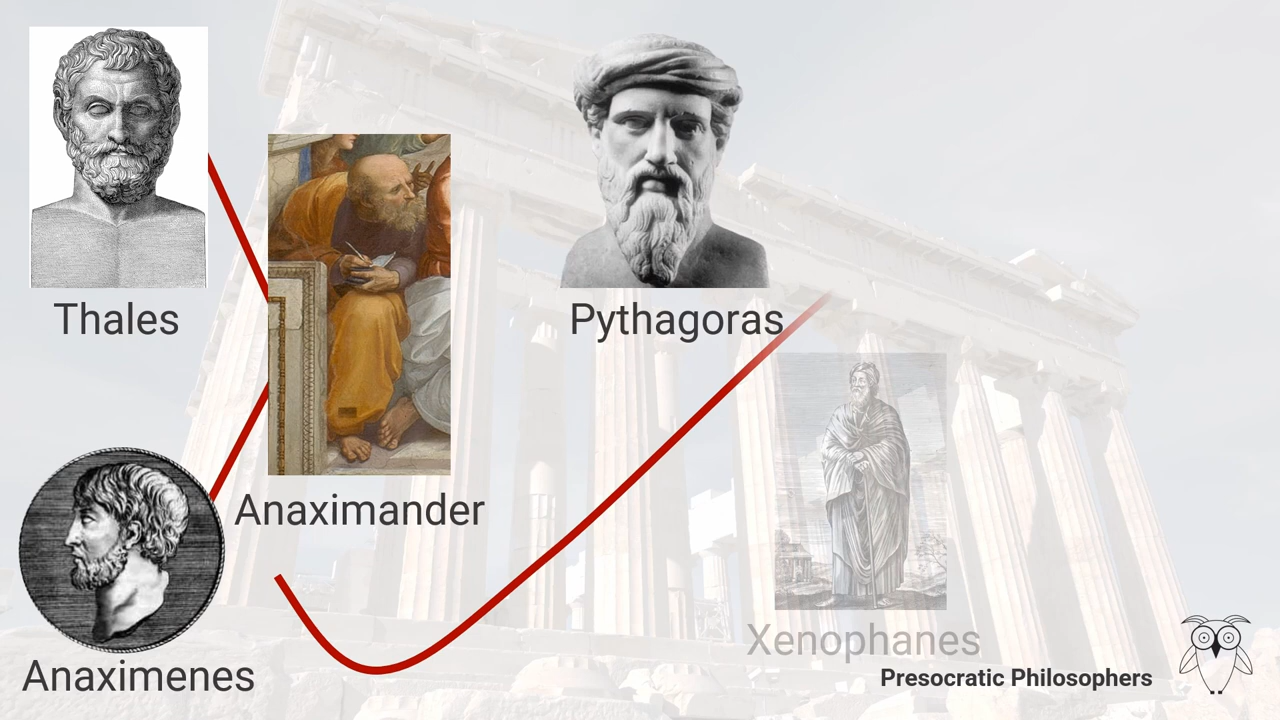 Thales
Pythagoras
Anaximander
Xenophanes
Anaximenes
Presocratic Philosophers